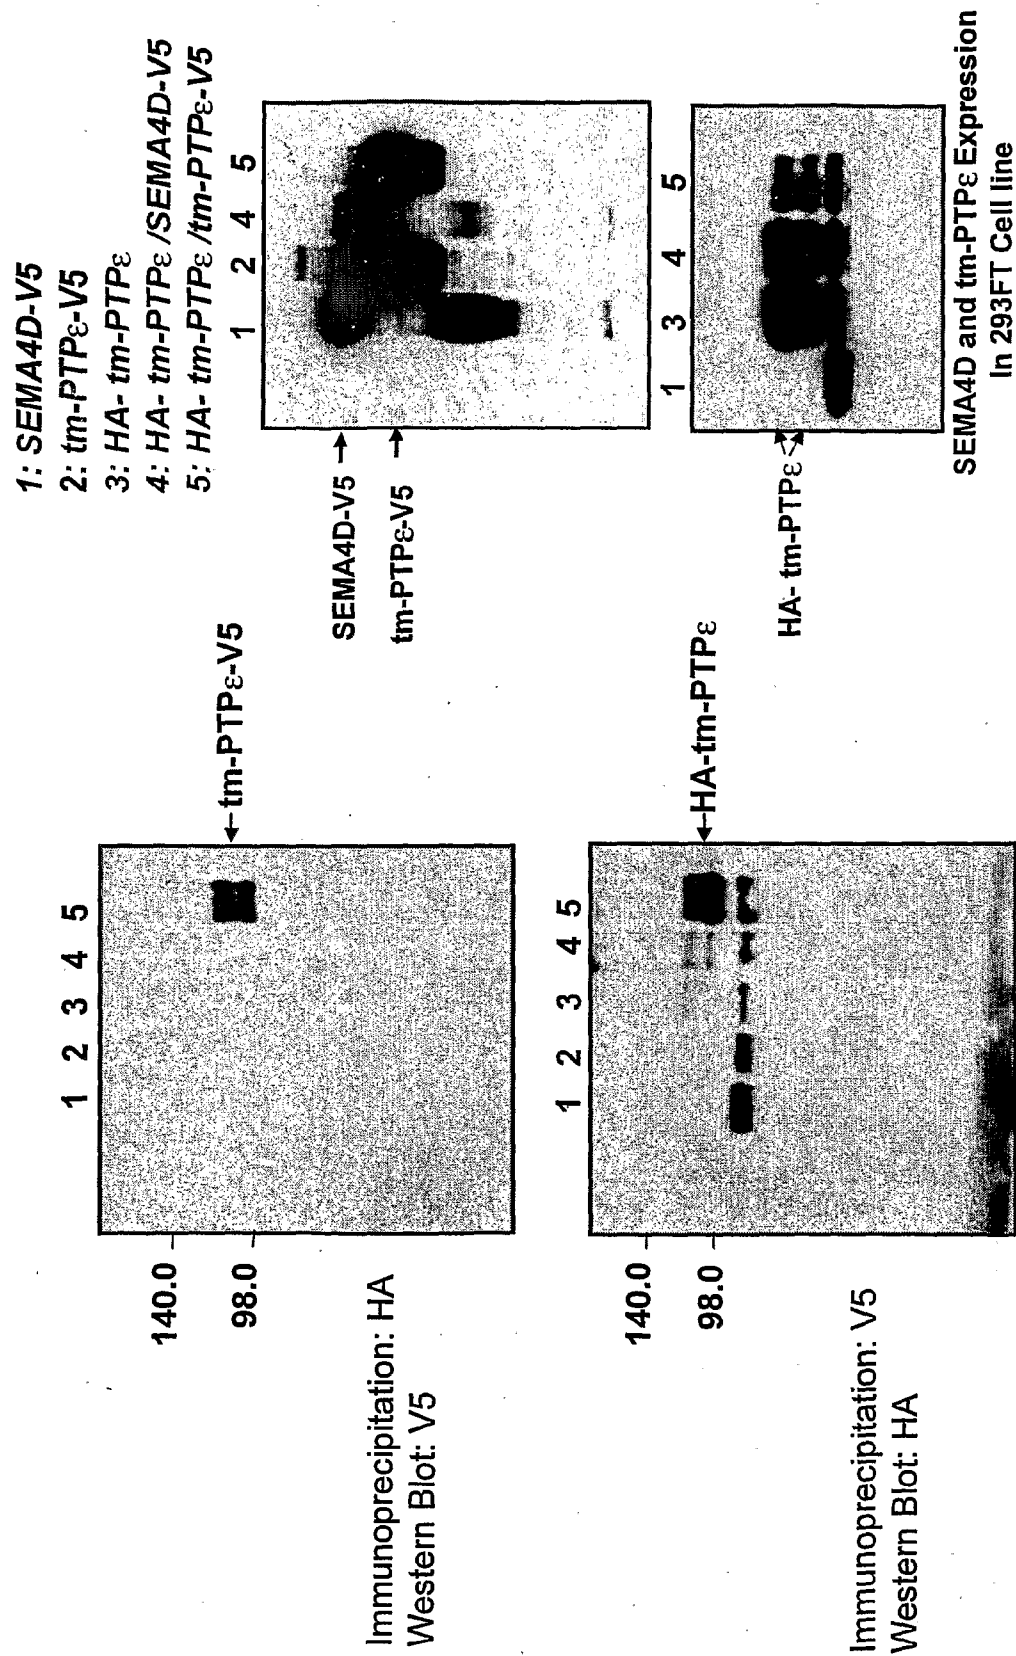 1: SEMA4D-V5
2: tm-PTPε-V5
3: HA- tm-PTPε
4: HA- tm-PTPε /SEMA4D-V5
5: HA- tm-PTPε /tm-PTPε-V5
1 2 3 4 5
140.0
98.0
←tm-PTPε-V5
Immunoprecipitation: HA
Western Blot: V5
1 2 4 5
SEMA4D-V5 →
tm-PTPε-V5 →
1 2 3 4 5
140.0
98.0
←HA-tm-PTPε
Immunoprecipitation: V5
Western Blot: HA
1 3 4 5
HA- tm-PTPε
SEMA4D and tm-PTPε Expression
In 293FT Cell line